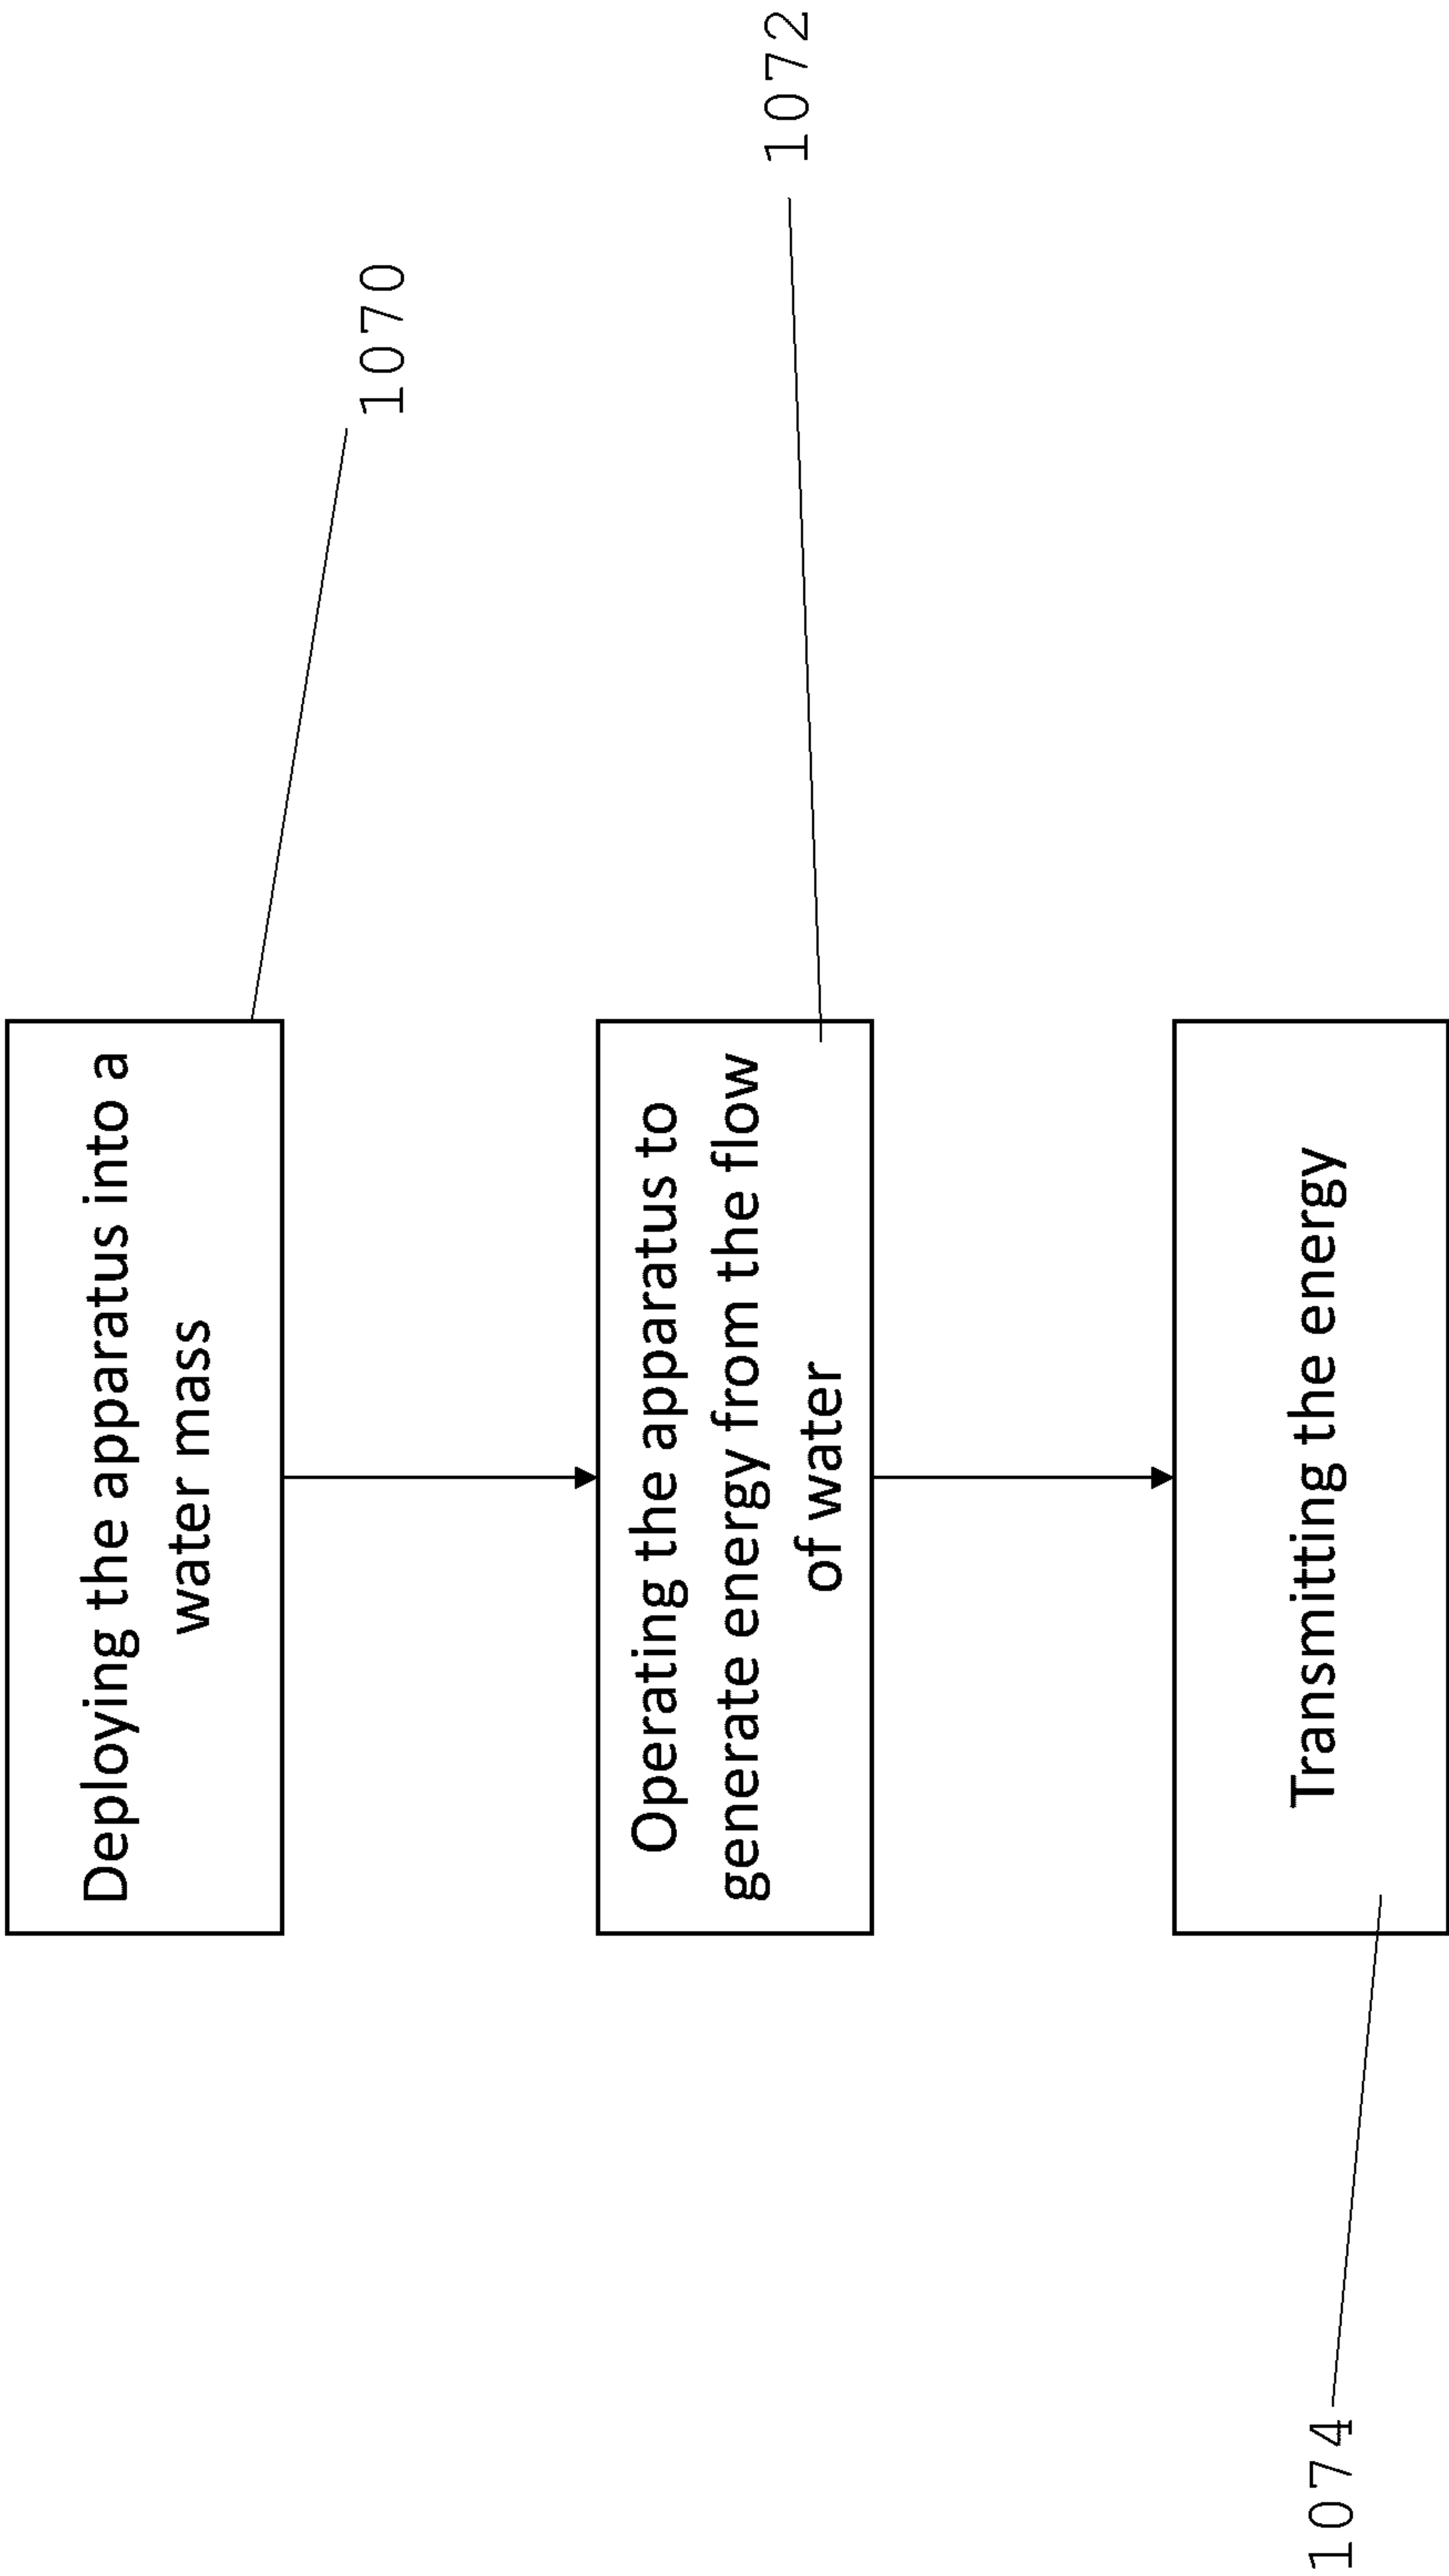 Deploying the apparatus into a
water mass
1070
Operating the apparatus to
generate energy from the flow
of water
1072
Transmitting the energy
1074